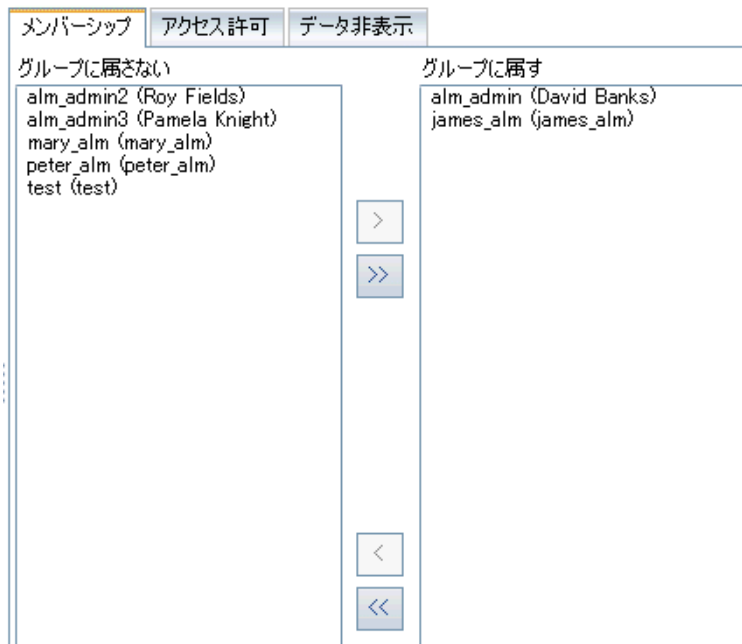 メンバーシップ アクセス許可 データ非表示
グループに属さない
alm_admin2 (Roy Fields)
alm_admin3 (Pamela Knight)
mary_alm (mary_alm)
peter_alm (peter_alm)
test (test)
>
>>
<
<<
グループに属す
alm_admin (David Banks)
james_alm (james_alm)